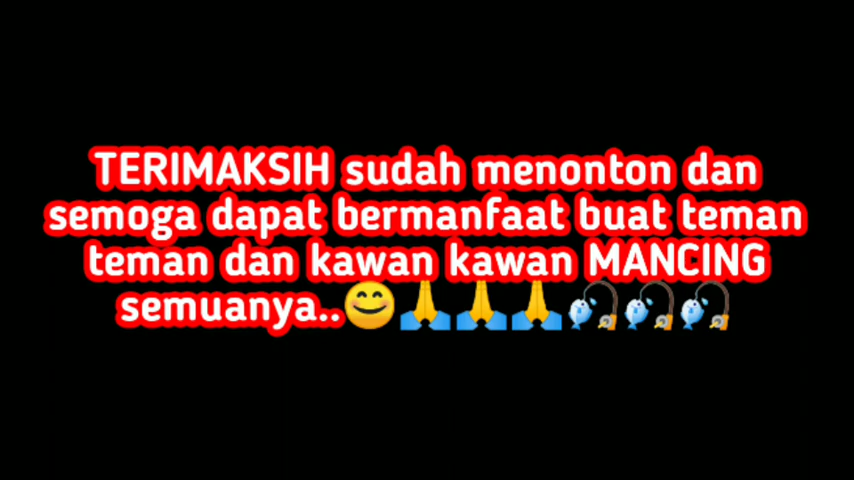 TERIMAKSIH sudah menonton dan
semoga dapat bermanfaat buat teman
teman dan kawan kawan MANCING
semuanya..😊🙏🙏🙏🎣🎣🎣